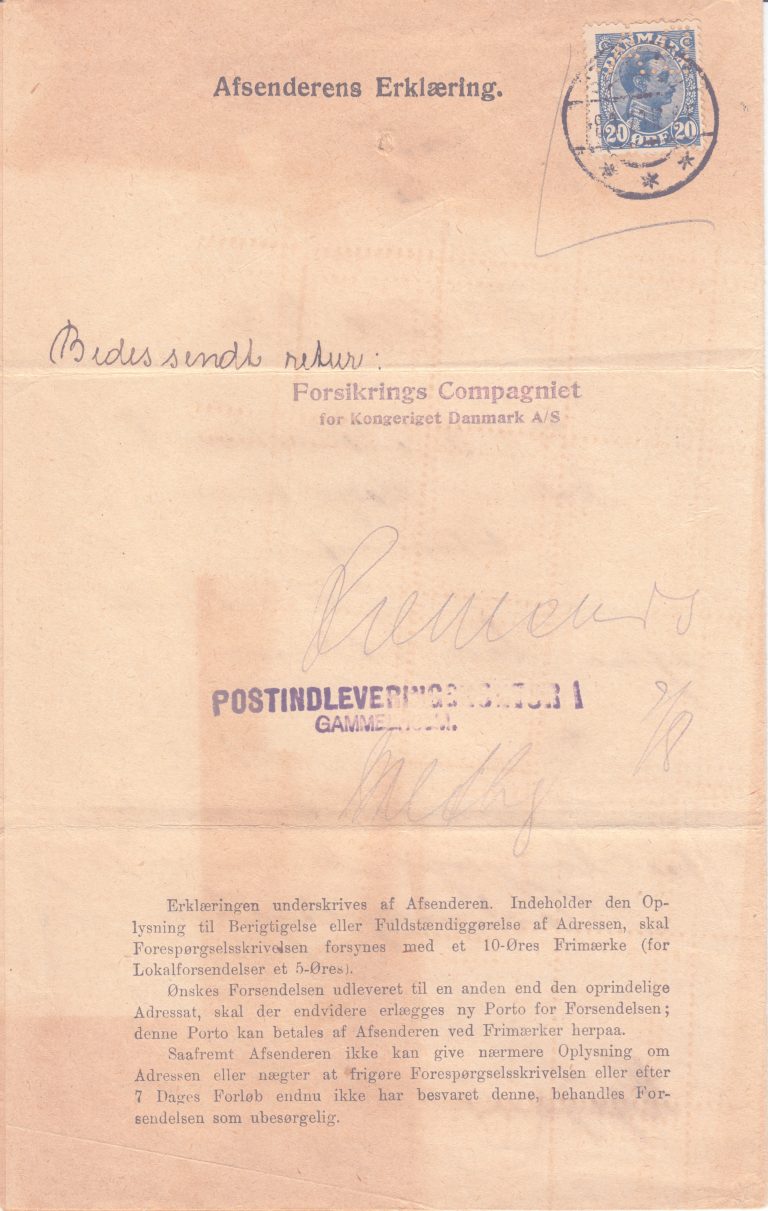 DANMARK
20 ØRE 20
Afsenderens Erklæring.
Bedes sendt retur:
Forsikrings Compagniet
for Kongeriget Danmark A/S
POSTINDLEVERINGSKONTOR 1
GAMMELHOLM.
9/8
Erklæringen underskrives af Afsenderen. Indeholder den Op-
lysning til Berigtigelse eller Fuldstændiggørelse af Adressen, skal
Forespørgselsskrivelsen forsynes med et 10-Øres Frimærke (for
Lokalforsendelser et 5-Øres).
Ønskes Forsendelsen udleveret til en anden end den oprindelige
Adressat, skal der endvidere erlægges ny Porto for Forsendelsen;
denne Porto kan betales af Afsenderen ved Frimærker herpaa.
Saafremt Afsenderen ikke kan give nærmere Oplysning om
Adressen eller nægter at frigøre Forespørgselsskrivelsen eller efter
7 Dages Forløb endnu ikke har besvaret denne, behandles For-
sendelsen som ubesørgelig.